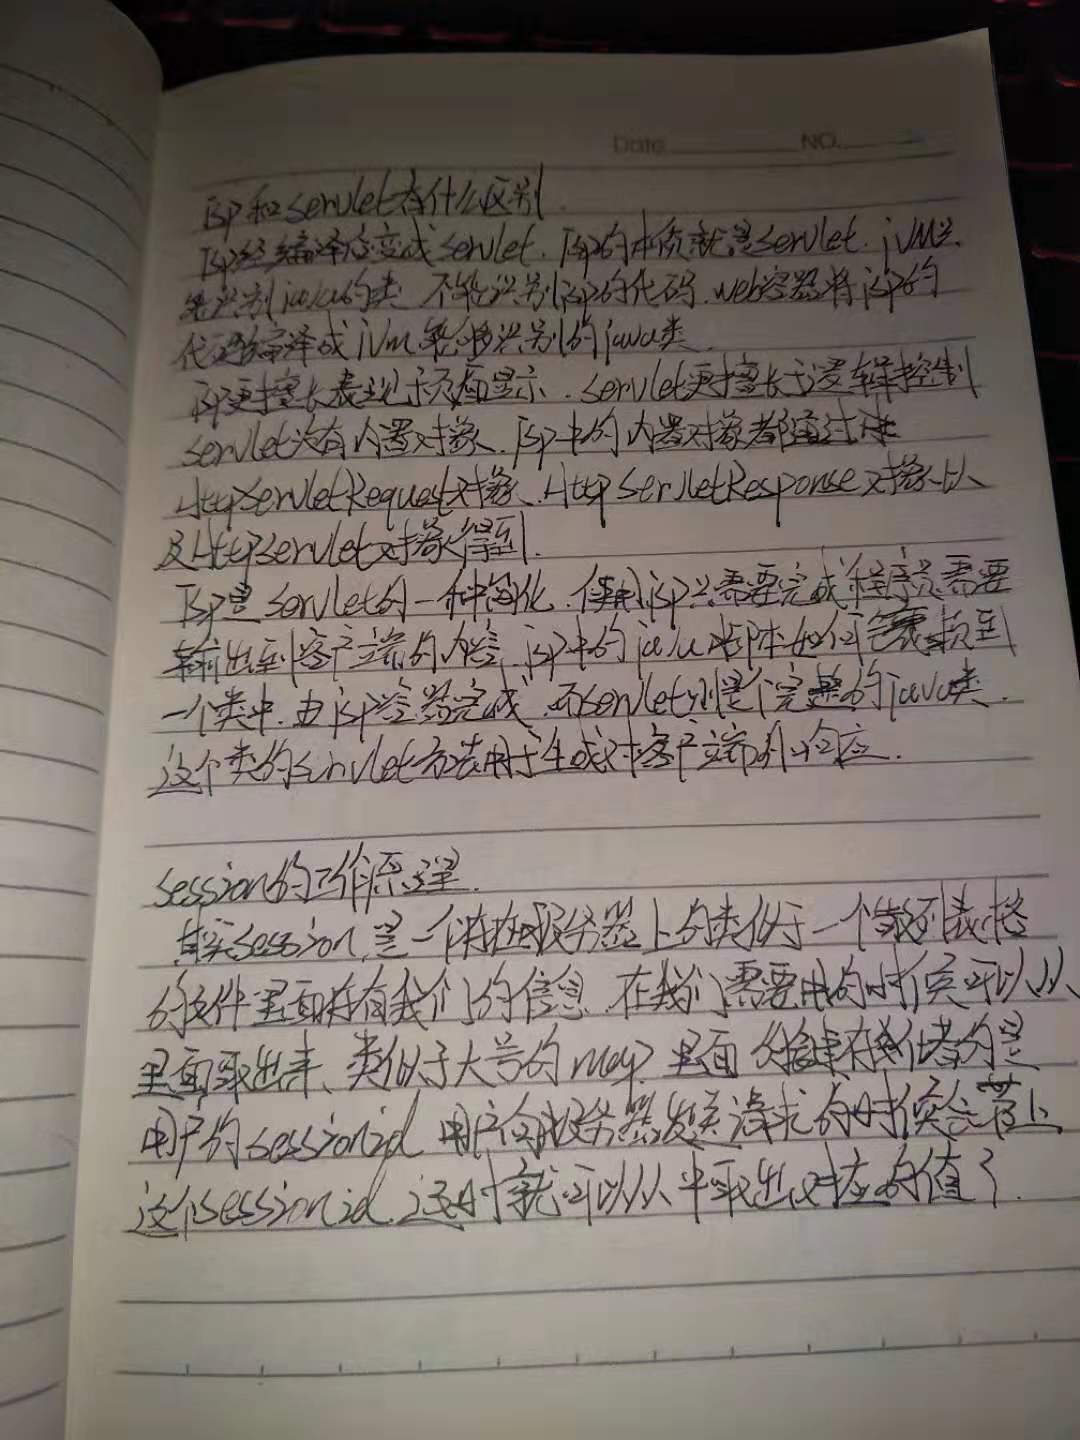 Date NO.
Jsp和servlet有什么区别.
Jsp经编译后变成servlet. Jsp的本质就是servlet. jVM只
能识别java的类 不能识别jsp的代码. web容器将jsp的
代码编译成jVm能够识别的java类
Jsp更擅长表现于页面显示. servlet更擅长于逻辑控制
servlet没有内置对象. Jsp中的内置对象都通过
HttpServletRequest对象、HttpServletResponse对象以
及HttpServlet对象得到.
Jsp是servlet的一种简化. 使用jsp只需要完成程序员需要
输出到客户端的内容. jsp中的java脚本如何镶嵌到
一个类中. 由jsp容器完成. 而servlet则是个完整的java类.
这个类的servlet方法用于生成对客户端的响应.
session的工作原理.
其实session是一个存在服务器上的类似于一个散列表格
的文件 里面存有我们的信息. 在我们需要用的时候可以从
里面取出来、类似于大号的map 里面的键存储者的是
用户的sessionid 用户向服务器发送请求的时候会带上
这个sessionid. 这时就可以从中取出对应的值了.